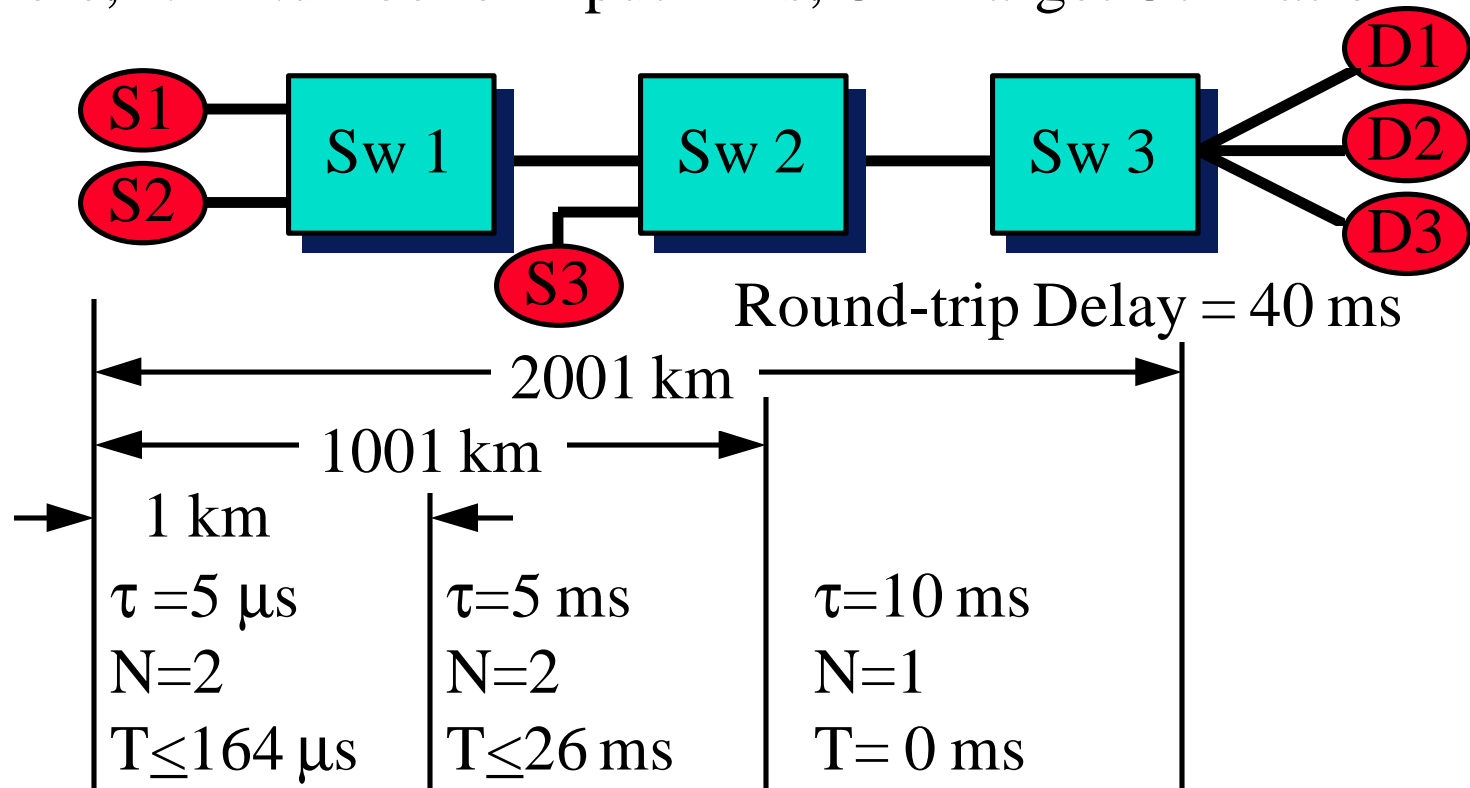 S1
S2
Sw 1
Sw 2
Sw 3
S3
D1
D2
D3
Round-trip Delay = 40 ms
2001 km
1001 km
1 km
τ =5 μs
N=2
T≤164 μs
τ=5 ms
N=2
T≤26 ms
τ=10 ms
N=1
T= 0 ms